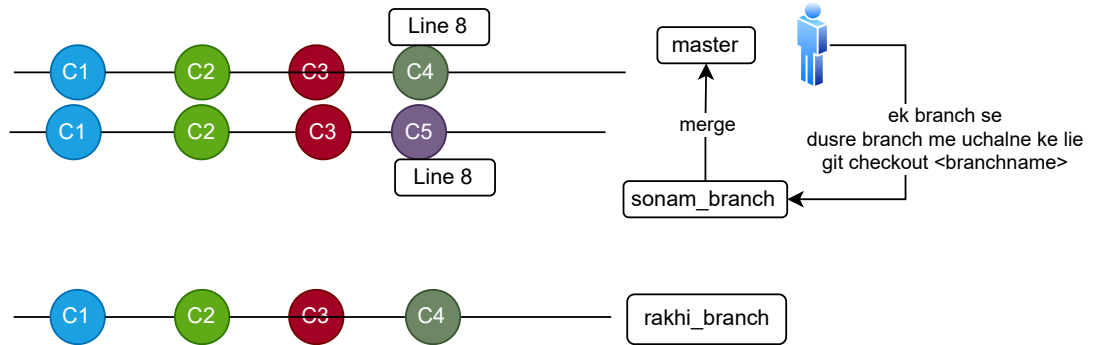 Line 8
C1
C2
C3
C4
master
C1
C2
C3
C5
Line 8
merge
ek branch se
dusre branch me uchalne ke lie
git checkout <branchname>
sonam_branch
C1
C2
C3
C4
rakhi_branch